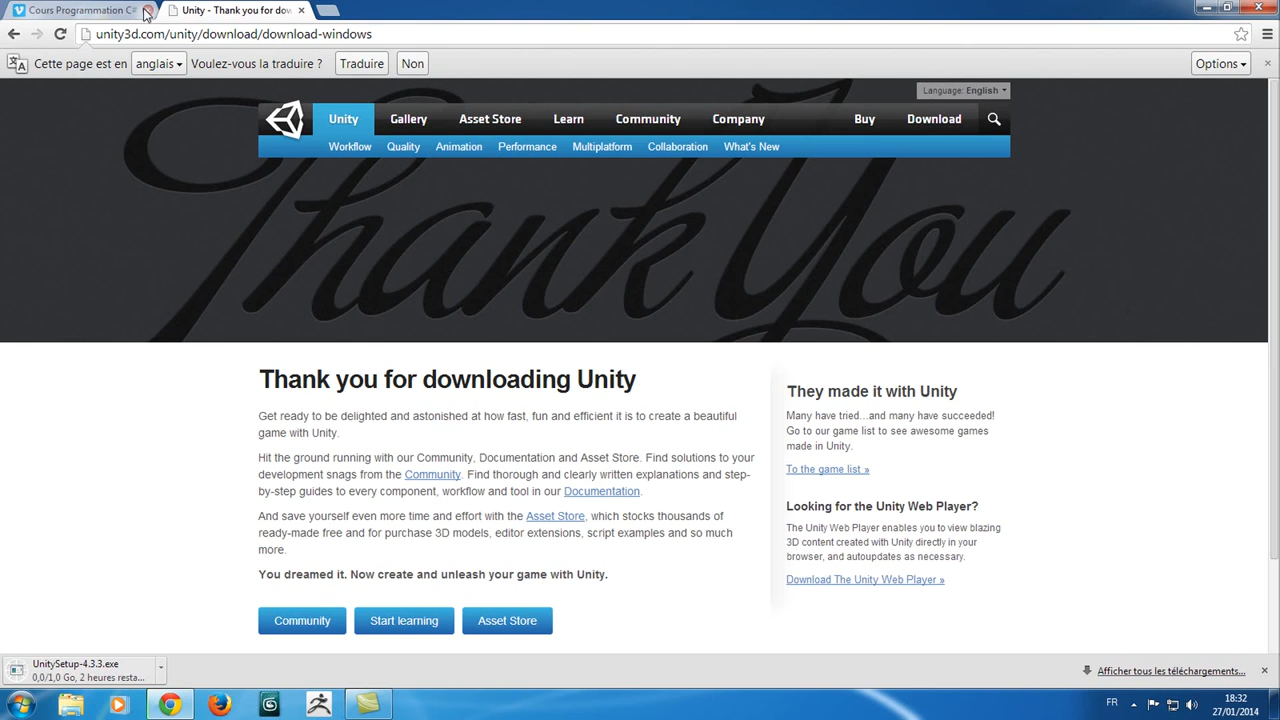 Cours Programmation C#
Unity - Thank you for dow
unity3d.com/unity/download/download-windows
Cette page est en anglais Voulez-vous la traduire ? Traduire Non Options
Language: English
Unity Gallery Asset Store Learn Community Company Buy Download
Workflow Quality Animation Performance Multiplatform Collaboration What's New
Thank You
Thank you for downloading Unity
Get ready to be delighted and astonished at how fast, fun and efficient it is to create a beautiful
game with Unity.
Hit the ground running with our Community, Documentation and Asset Store. Find solutions to your
development snags from the Community. Find thorough and clearly written explanations and step-
by-step guides to every component, workflow and tool in our Documentation.
And save yourself even more time and effort with the Asset Store, which stocks thousands of
ready-made free and for purchase 3D models, editor extensions, script examples and so much
more.
You dreamed it. Now create and unleash your game with Unity.
Community Start learning Asset Store
They made it with Unity
Many have tried...and many have succeeded!
Go to our game list to see awesome games
made in Unity.
To the game list »
Looking for the Unity Web Player?
The Unity Web Player enables you to view blazing
3D content created with Unity directly in your
browser, and autoupdates as necessary.
Download The Unity Web Player »
UnitySetup-4.3.3.exe
0,0/1,0 Go, 2 heures resta...
Afficher tous les téléchargements...
FR
18:32
27/01/2014